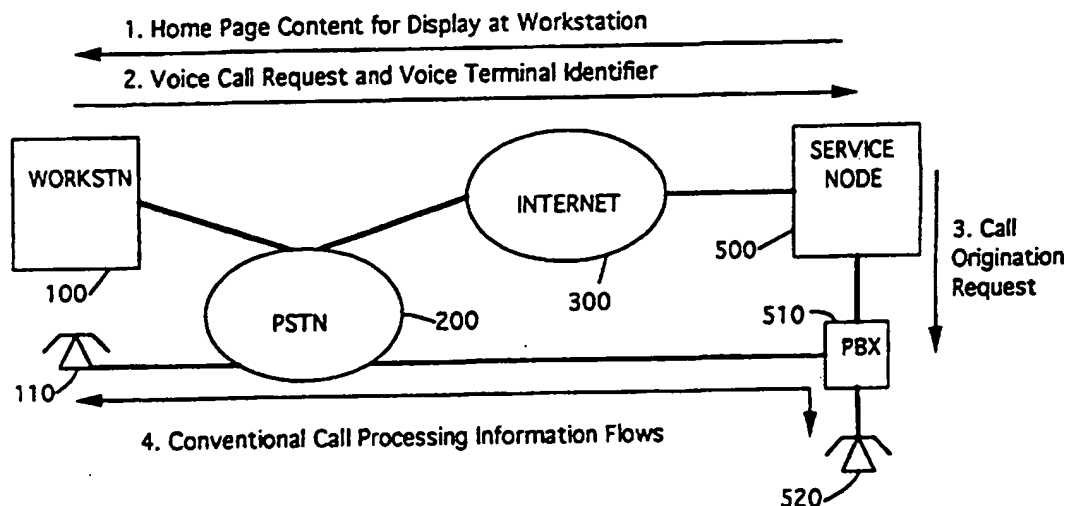 1. Home Page Content for Display at Workstation
2. Voice Call Request and Voice Terminal Identifier
WORKSTN
INTERNET
SERVICE
NODE
500
3. Call
Origination
Request
100
300
PSTN
200
510
PBX
110
4. Conventional Call Processing Information Flows
520